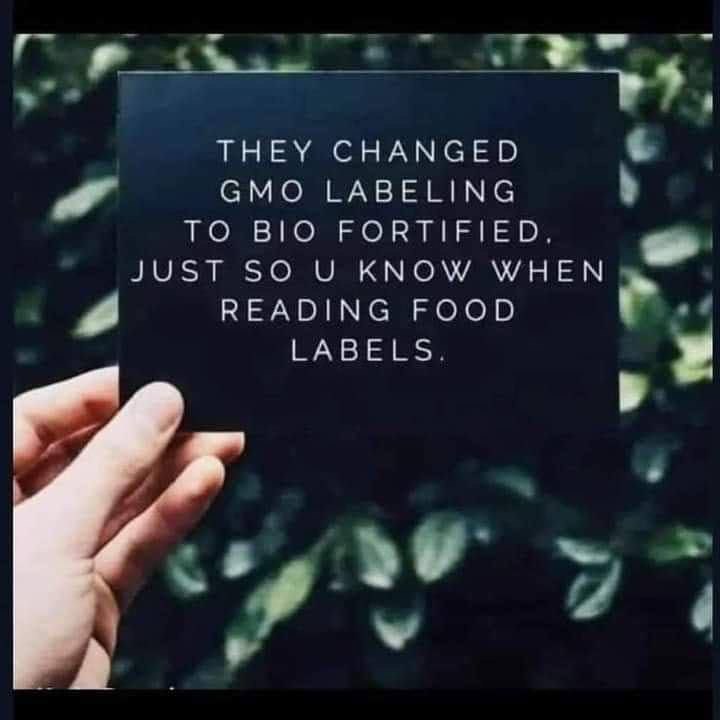 THEY CHANGED
GMO LABELING
TO BIO FORTIFIED.
JUST SO U KNOW WHEN
READING FOOD
LABELS.